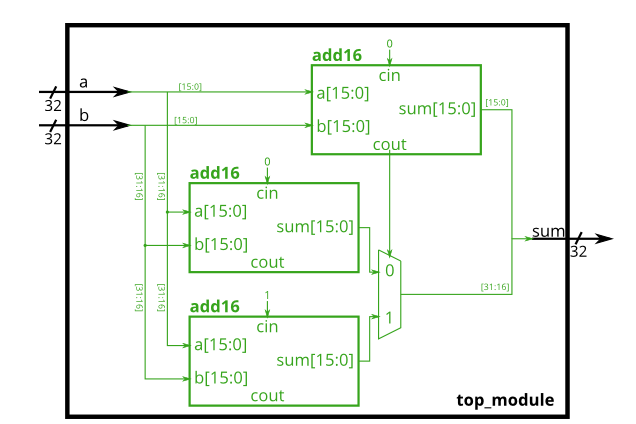 0
add16
cin
a
[15:0]
a[15:0]
32
sum[15:0]
[15:0]
b
[15:0]
b[15:0]
32
cout
0
add16
cin
[31:16]
[31:16]
a[15:0]
sum[15:0]
sum
b[15:0]
32
cout
0
[31:16]
[31:16]
1
[31:16]
add16
cin
1
a[15:0]
sum[15:0]
b[15:0]
cout
top_module